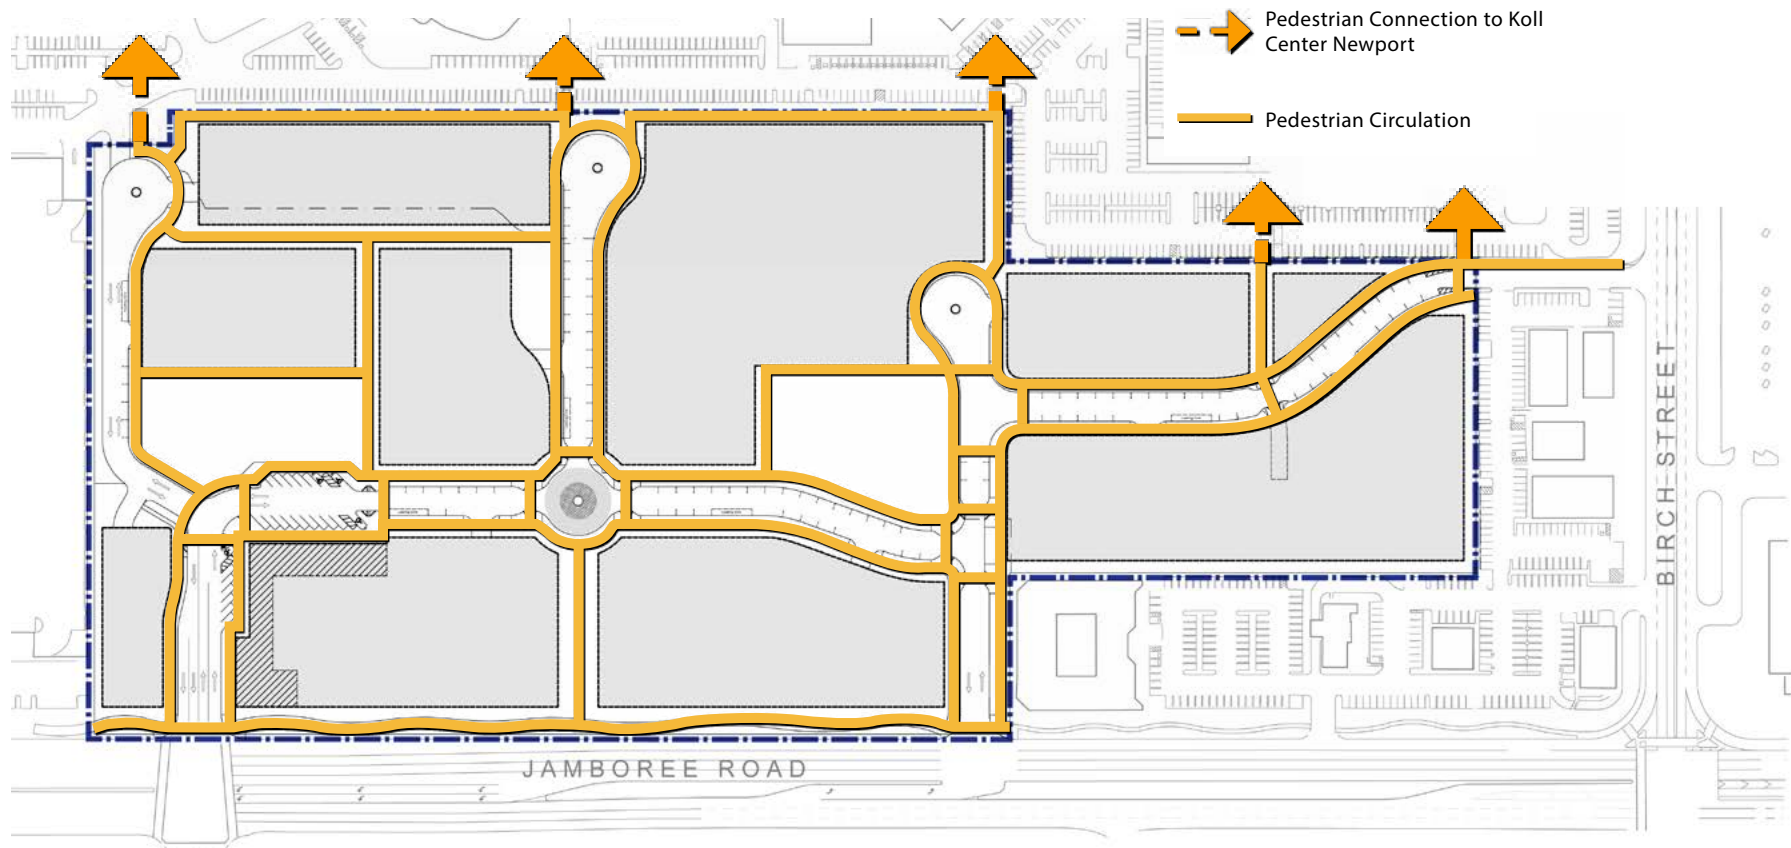 Pedestrian Connection to Koll
Center Newport
Pedestrian Circulation
BIRCH STREET
JAMBOREE ROAD